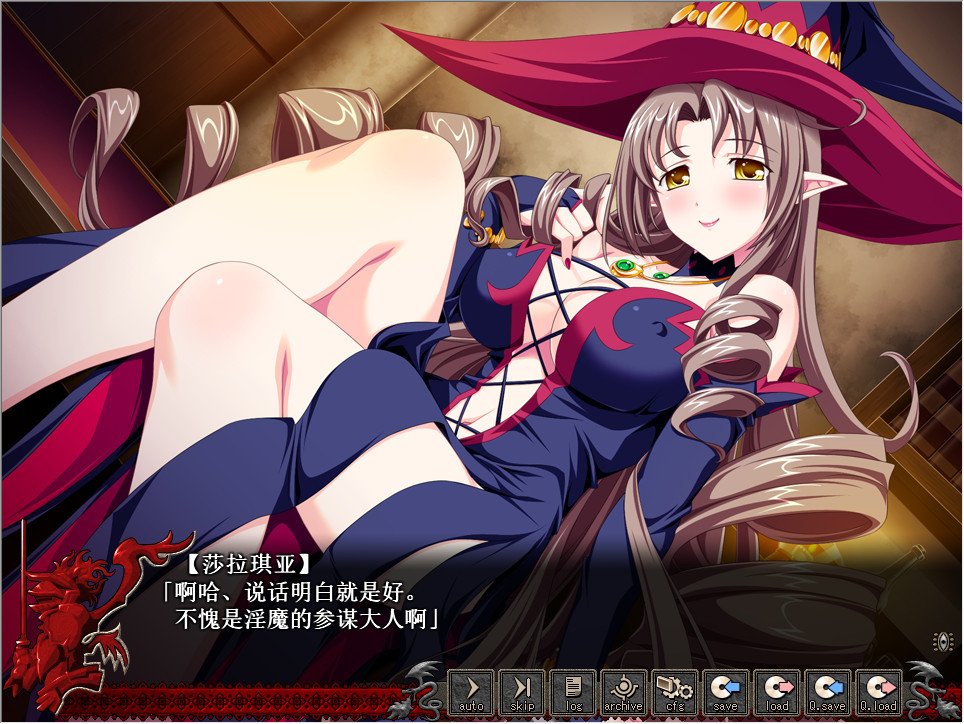 【莎拉琪亚】
「啊哈、说话明白就是好。
不愧是淫魔的参谋大人啊」
auto
skip
log
archive
cfg
save
load
Q.save
Q.load